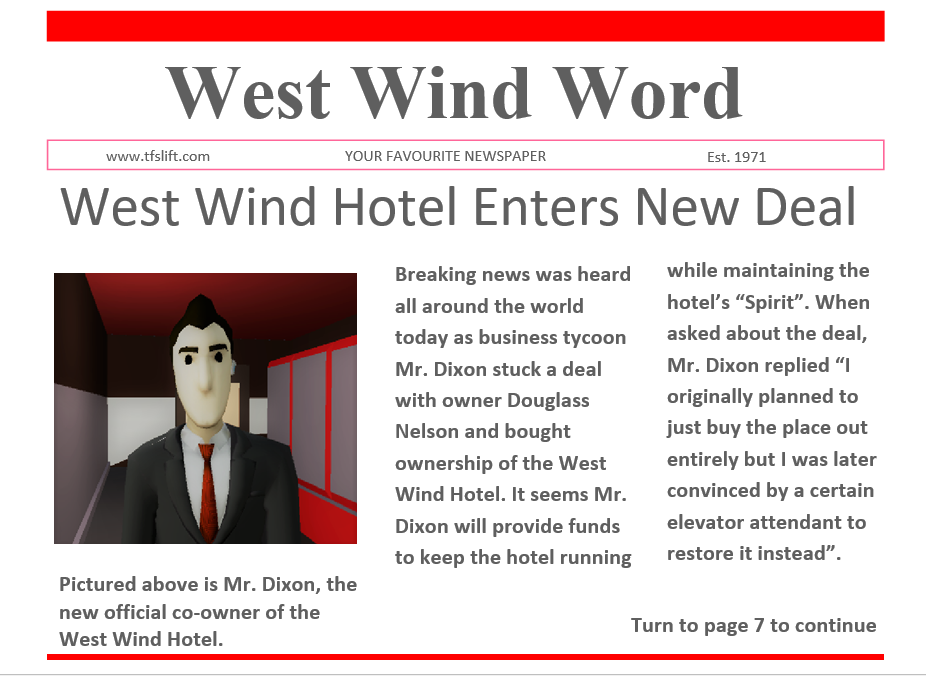 West Wind Word
www.tfslift.com YOUR FAVOURITE NEWSPAPER Est. 1971
West Wind Hotel Enters New Deal
Pictured above is Mr. Dixon, the
new official co-owner of the
West Wind Hotel.
Breaking news was heard
all around the world
today as business tycoon
Mr. Dixon stuck a deal
with owner Douglass
Nelson and bought
ownership of the West
Wind Hotel. It seems Mr.
Dixon will provide funds
to keep the hotel running
while maintaining the
hotel’s “Spirit”. When
asked about the deal,
Mr. Dixon replied “I
originally planned to
just buy the place out
entirely but I was later
convinced by a certain
elevator attendant to
restore it instead”.
Turn to page 7 to continue